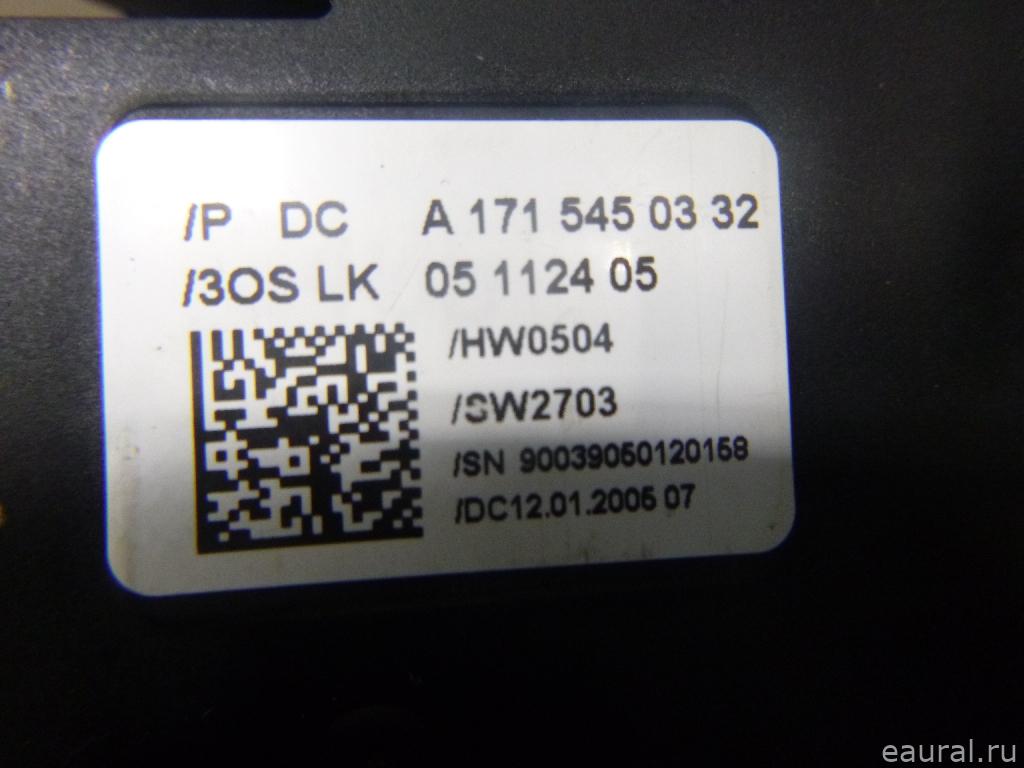 /P DC A 171 545 03 32
/3OS LK 05 1124 05
/HW0504
/SW2703
/SN 90039050120158
/DC12.01.2005 07
eaural.ru